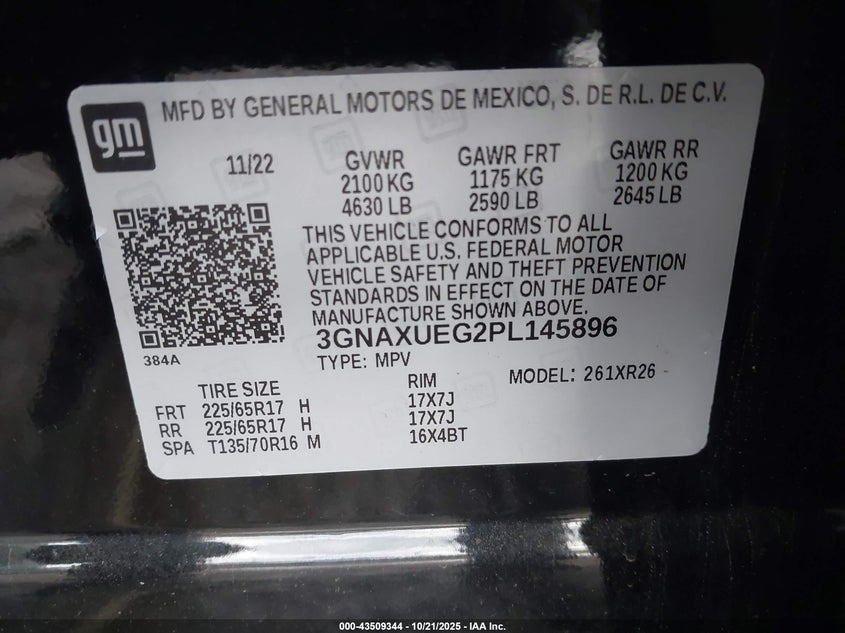 gm
MFD BY GENERAL MOTORS DE MEXICO, S. DE R.L. DE C.V.
11/22 GVWR GAWR FRT GAWR RR
2100 KG 1175 KG 1200 KG
4630 LB 2590 LB 2645 LB
THIS VEHICLE CONFORMS TO ALL
APPLICABLE U.S. FEDERAL MOTOR
VEHICLE SAFETY AND THEFT PREVENTION
STANDARDS IN EFFECT ON THE DATE OF
MANUFACTURE SHOWN ABOVE.
3GNAXUEG2PL145896
384A
TYPE: MPV
MODEL: 261XR26
TIRE SIZE RIM
FRT 225/65R17 H 17X7J
RR 225/65R17 H 17X7J
SPA T135/70R16 M 16X4BT
000-43509344 - 10/21/2025 - IAA Inc.